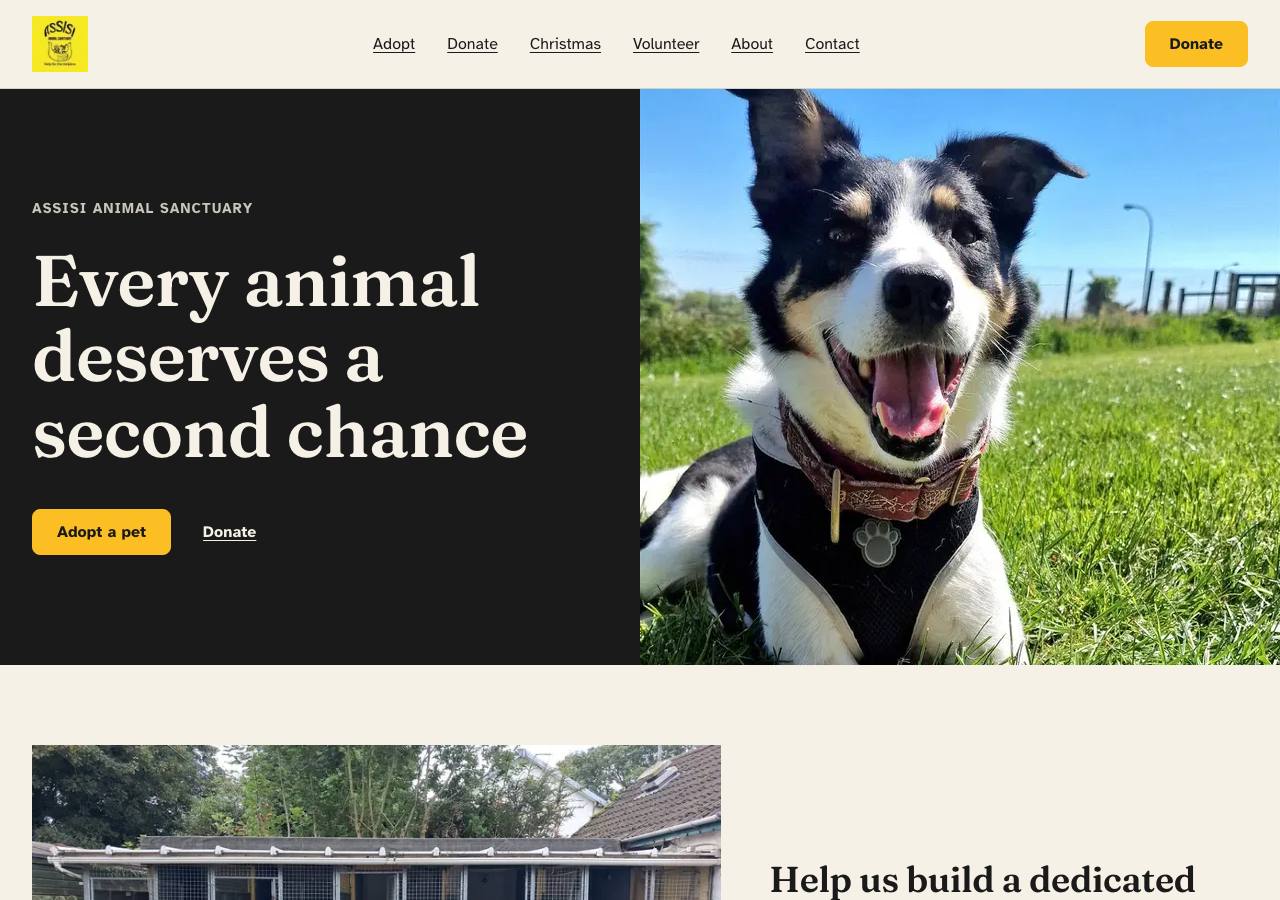 ASSISI
Adopt
Donate
Christmas
Volunteer
About
Contact
Donate
ASSISI ANIMAL SANCTUARY
Every animal
deserves a
second chance
Adopt a pet
Donate
Help us build a dedicated